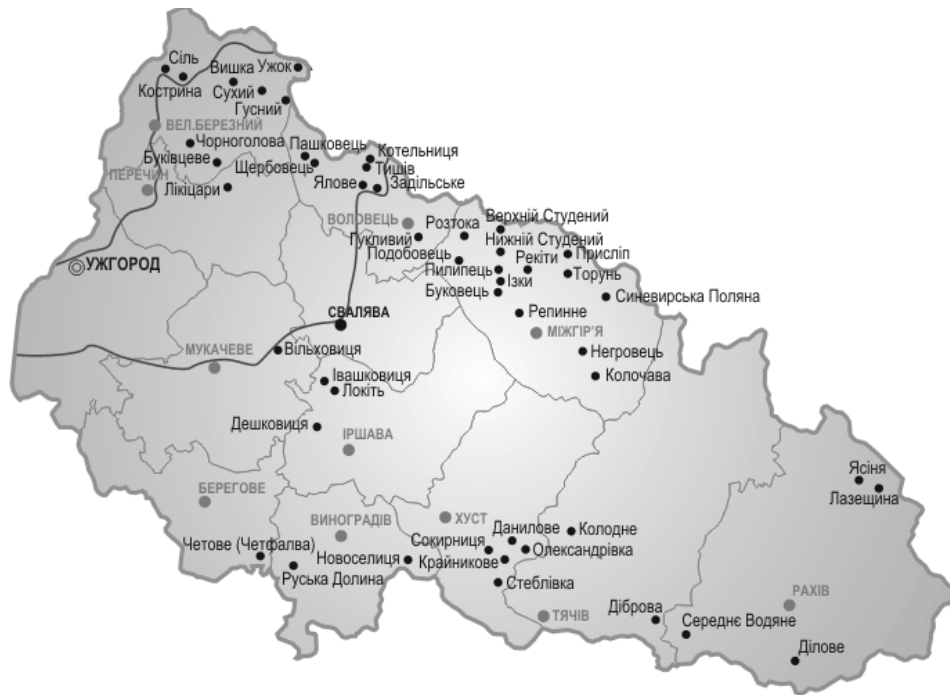 Сіль
Вишка
Ужок
Кострина
Сухий
Гусний
ВЕЛ.БЕРЕЗНИЙ
Чорноголова
Пашковець
Котельниця
Буківцеве
Щербовець
Тишів
ПЕРЕЧИН
Лікіцари
Ялове
Задільське
ВОЛОВЕЦЬ
Розтока
Верхній Студений
Гукливий
Нижній Студений
Подобовець
Рекіти
Присліп
УЖГОРОД
Пилипець
Ізки
Торунь
Буковець
Синевирська Поляна
СВАЛЯВА
Репинне
МІЖГІР'Я
МУКАЧЕВЕ
Вільховиця
Негровець
Івашковиця
Колочава
Локіть
Дешковиця
ІРШАВА
Ясіня
БЕРЕГОВЕ
Лазещина
ВИНОГРАДІВ
ХУСТ
Данилове
Колодне
Четове (Четфалва)
Новоселиця
Сокирниця
Олександрівка
Крайникове
Руська Долина
Стеблівка
ТЯЧІВ
Діброва
РАХІВ
Середнє Водяне
Ділове